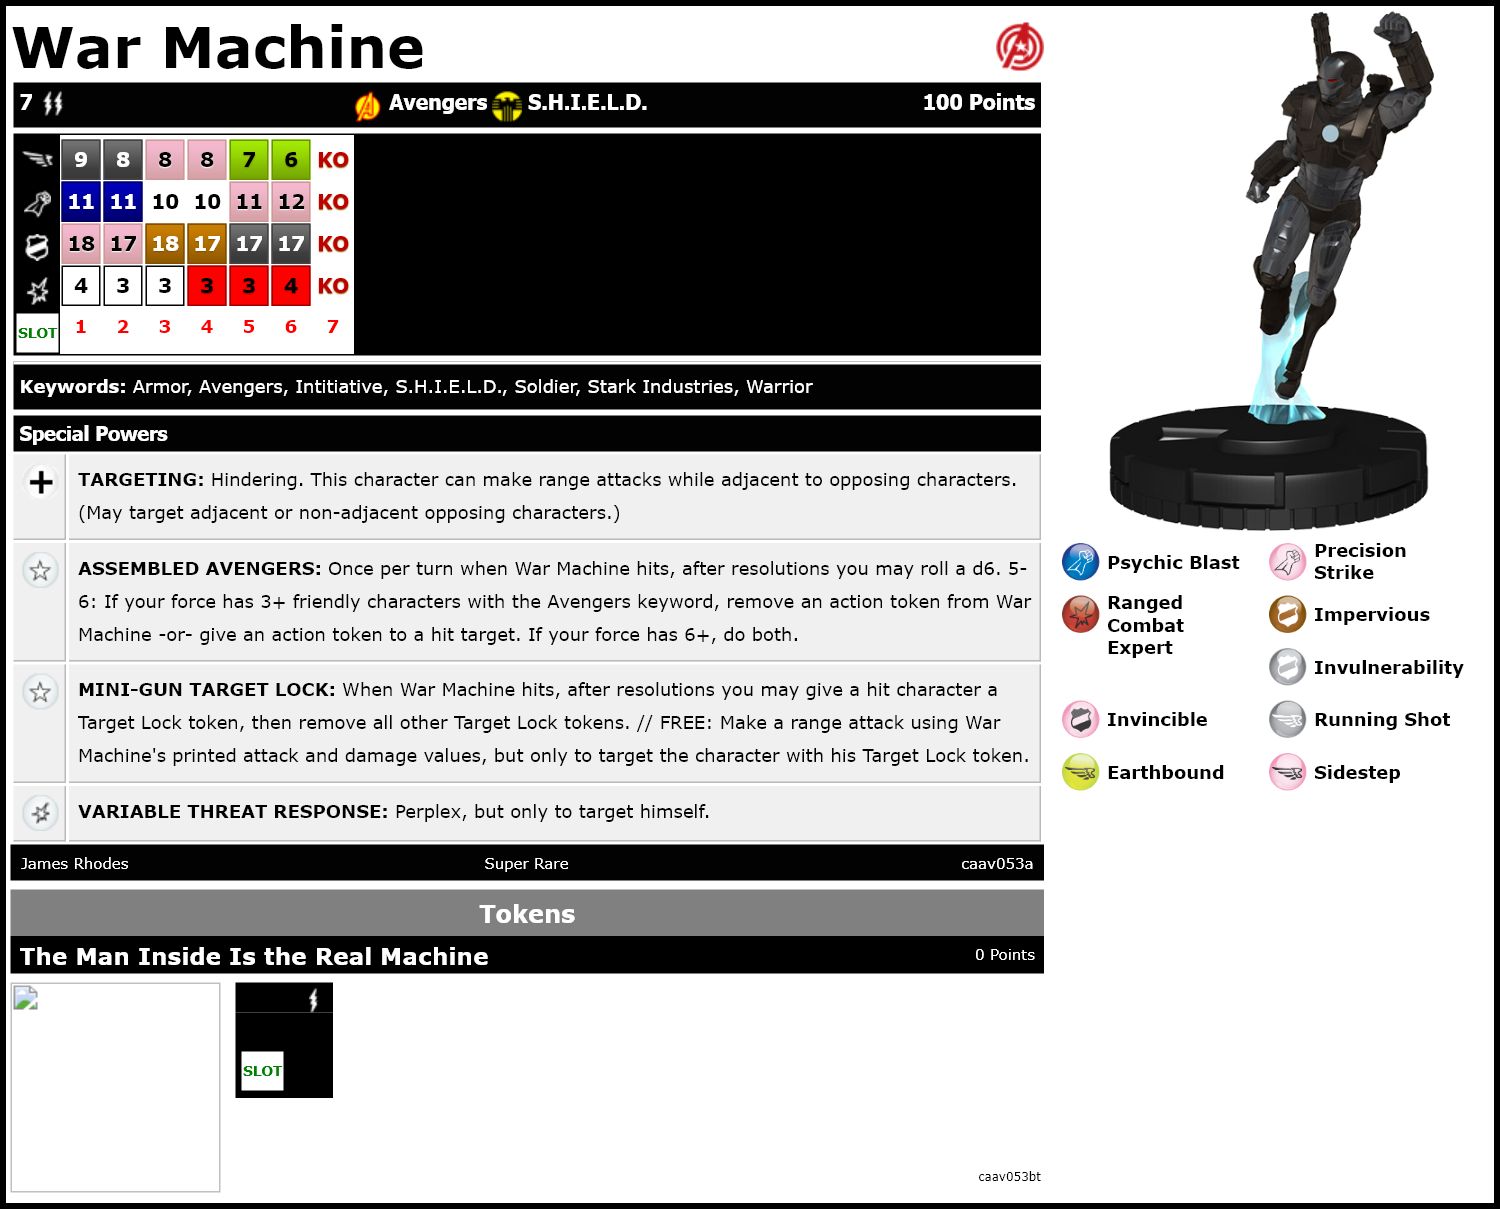 War Machine
7 Avengers S.H.I.E.L.D. 100 Points
9 8 8 8 7 6 KO
11 11 10 10 11 12 KO
18 17 18 17 17 17 KO
4 3 3 3 3 4 KO
SLOT 1 2 3 4 5 6 7
Keywords: Armor, Avengers, Intitiative, S.H.I.E.L.D., Soldier, Stark Industries, Warrior
Special Powers
TARGETING: Hindering. This character can make range attacks while adjacent to opposing characters.
(May target adjacent or non-adjacent opposing characters.)
ASSEMBLED AVENGERS: Once per turn when War Machine hits, after resolutions you may roll a d6. 5-
6: If your force has 3+ friendly characters with the Avengers keyword, remove an action token from War
Machine -or- give an action token to a hit target. If your force has 6+, do both.
MINI-GUN TARGET LOCK: When War Machine hits, after resolutions you may give a hit character a
Target Lock token, then remove all other Target Lock tokens. // FREE: Make a range attack using War
Machine's printed attack and damage values, but only to target the character with his Target Lock token.
VARIABLE THREAT RESPONSE: Perplex, but only to target himself.
James Rhodes Super Rare caav053a
Tokens
The Man Inside Is the Real Machine 0 Points
SLOT
caav053bt
Psychic Blast
Precision
Strike
Ranged
Combat
Expert
Impervious
Invulnerability
Invincible
Running Shot
Earthbound
Sidestep